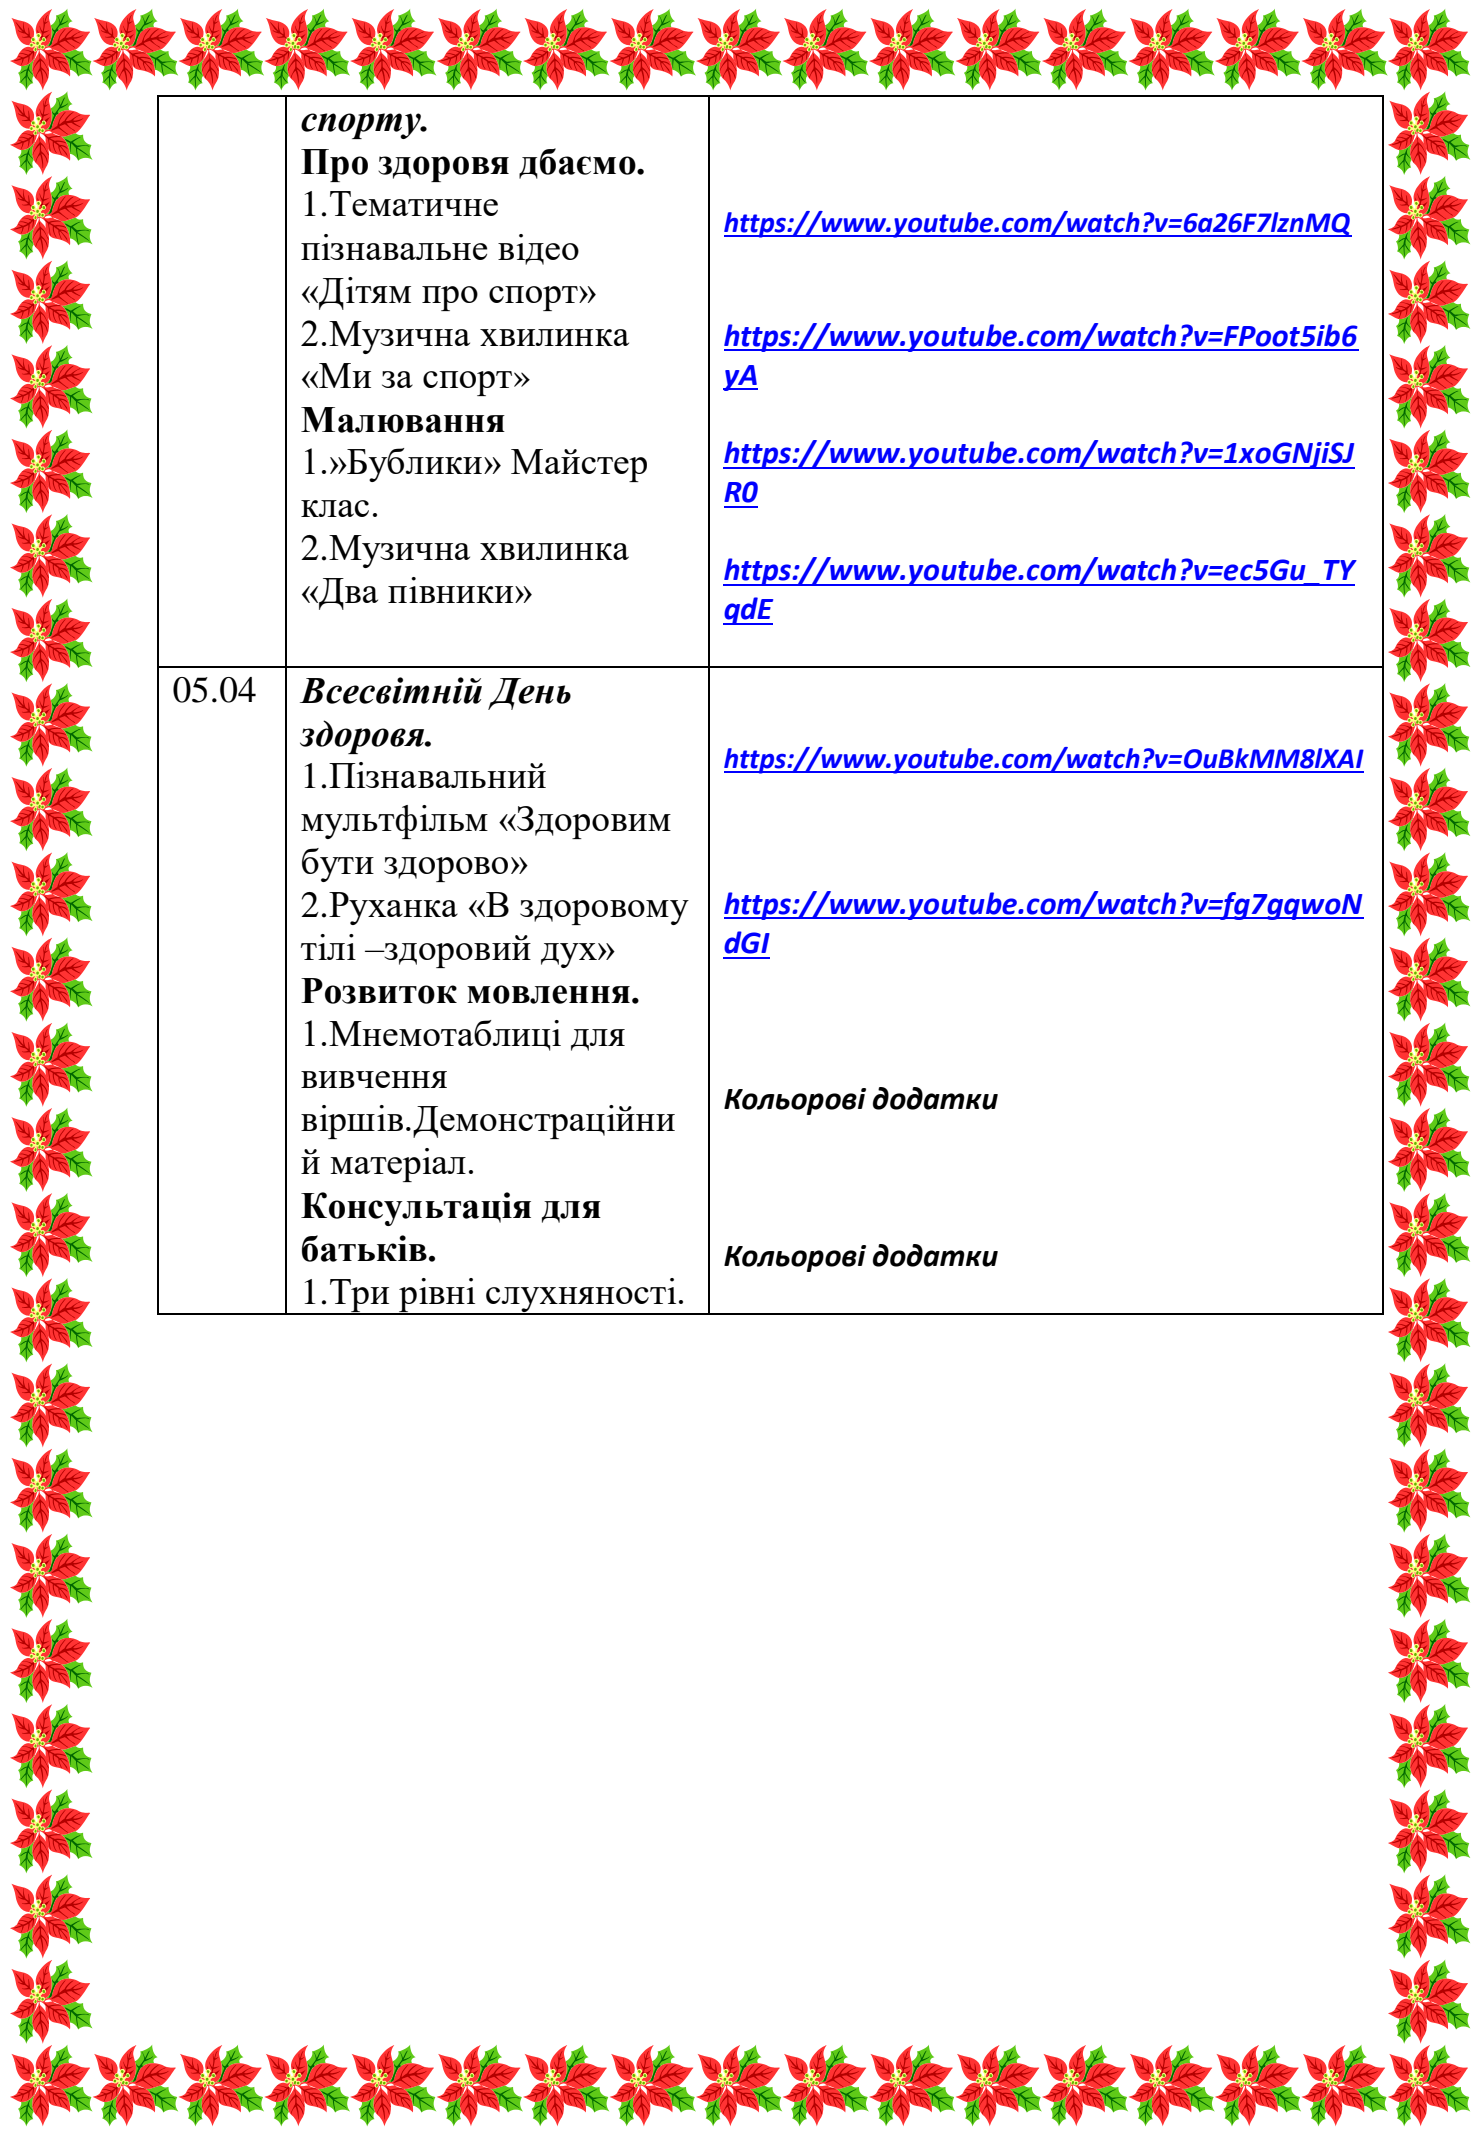 спорту.
Про здоровя дбаємо.
1.Тематичне
пізнавальне відео
«Дітям про спорт»
2.Музична хвилинка
«Ми за спорт»
Малювання
1.»Бублики» Майстер
клас.
2.Музична хвилинка
«Два півники»
https://www.youtube.com/watch?v=6a26F7lznMQ
https://www.youtube.com/watch?v=FPoot5ib6
yA
https://www.youtube.com/watch?v=1xoGNjiSJ
R0
https://www.youtube.com/watch?v=ec5Gu_TY
qdE
05.04
Всесвітній День
здоровя.
1.Пізнавальний
мультфільм «Здоровим
бути здорово»
2.Руханка «В здоровому
тілі –здоровий дух»
Розвиток мовлення.
1.Мнемотаблиці для
вивчення
віршів.Демонстраційни
й матеріал.
Консультація для
батьків.
1.Три рівні слухняності.
https://www.youtube.com/watch?v=OuBkMM8lXAI
https://www.youtube.com/watch?v=fg7gqwoN
dGI
Кольорові додатки
Кольорові додатки